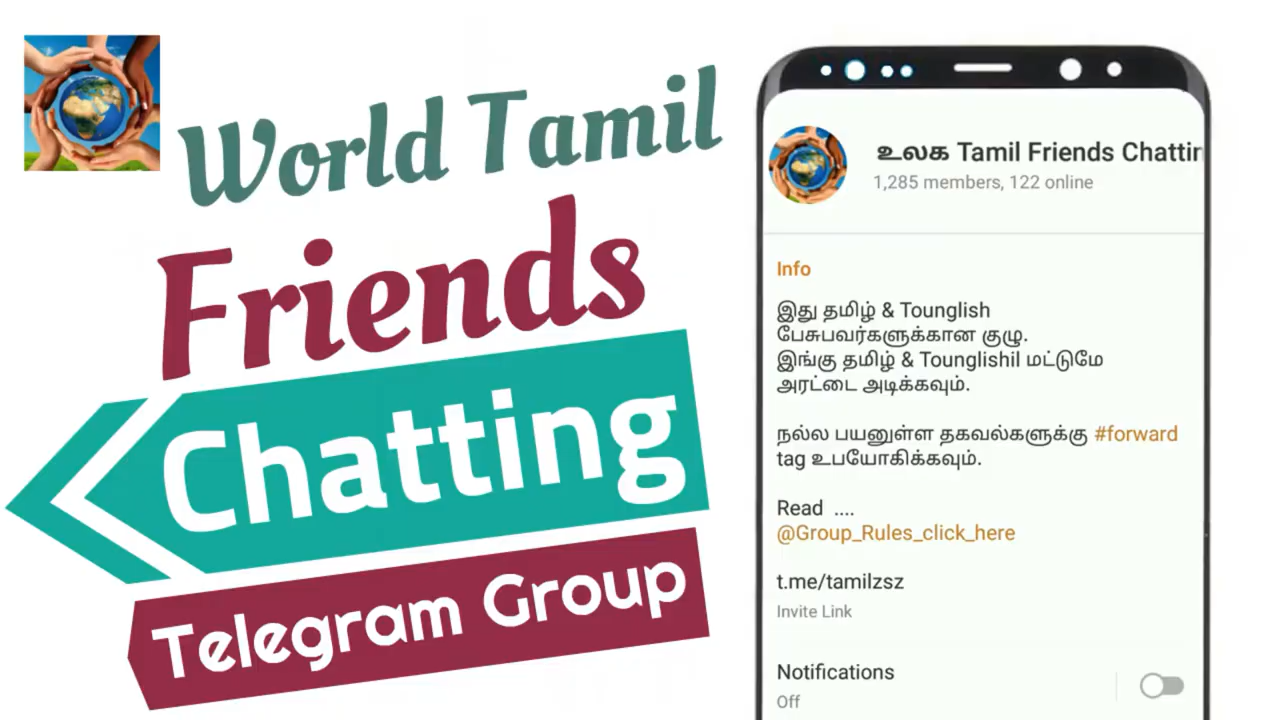 World Tamil
Friends
Chatting
Telegram Group
உலக Tamil Friends Chattin
1,285 members, 122 online
Info
இது தமிழ் & Tounglish
பேசுபவர்களுக்கான குழு.
இங்கு தமிழ் & Tounglishil மட்டுமே
அரட்டை அடிக்கவும்.
நல்ல பயனுள்ள தகவல்களுக்கு #forward
tag உபயோகிக்கவும்.
Read ....
@Group_Rules_click_here
t.me/tamilzsz
Invite Link
Notifications
Off